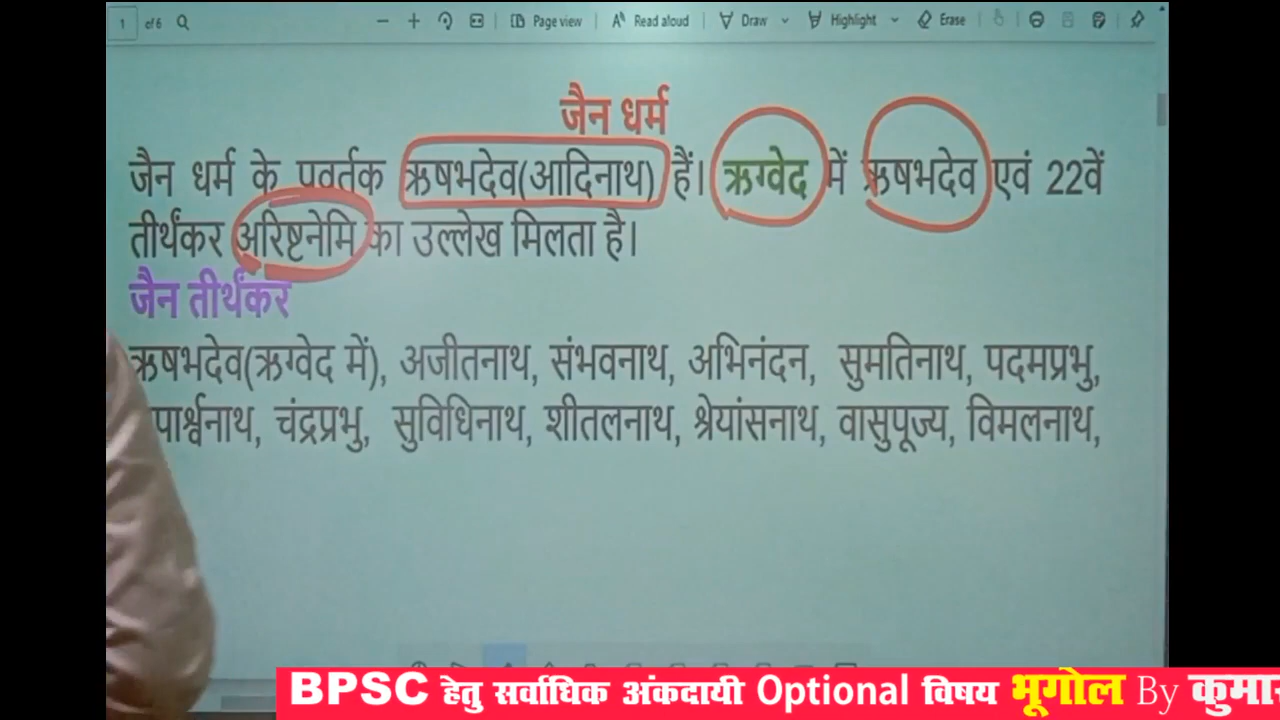 1 of 6 Page view Read aloud Draw Highlight Erase
जैन धर्म
जैन धर्म के प्रवर्तक ऋषभदेव(आदिनाथ) हैं। ऋग्वेद में ऋषभदेव एवं 22वें
तीर्थंकर अरिष्टनेमि का उल्लेख मिलता है।
जैन तीर्थंकर
ऋषभदेव(ऋग्वेद में), अजीतनाथ, संभवनाथ, अभिनंदन, सुमतिनाथ, पदमप्रभु,
पार्श्वनाथ, चंद्रप्रभु, सुविधिनाथ, शीतलनाथ, श्रेयांसनाथ, वासुपूज्य, विमलनाथ,
BPSC हेतु सर्वाधिक अंकदायी Optional विषय भूगोल By कुमा